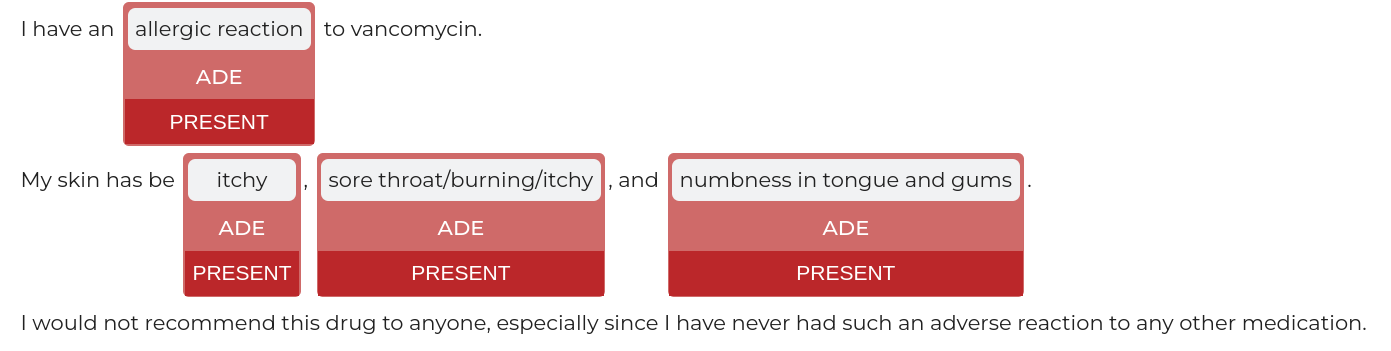 I have an allergic reaction to vancomycin.
ADE
PRESENT
My skin has be itchy , sore throat/burning/itchy , and numbness in tongue and gums .
ADE ADE ADE
PRESENT PRESENT PRESENT
I would not recommend this drug to anyone, especially since I have never had such an adverse reaction to any other medication.